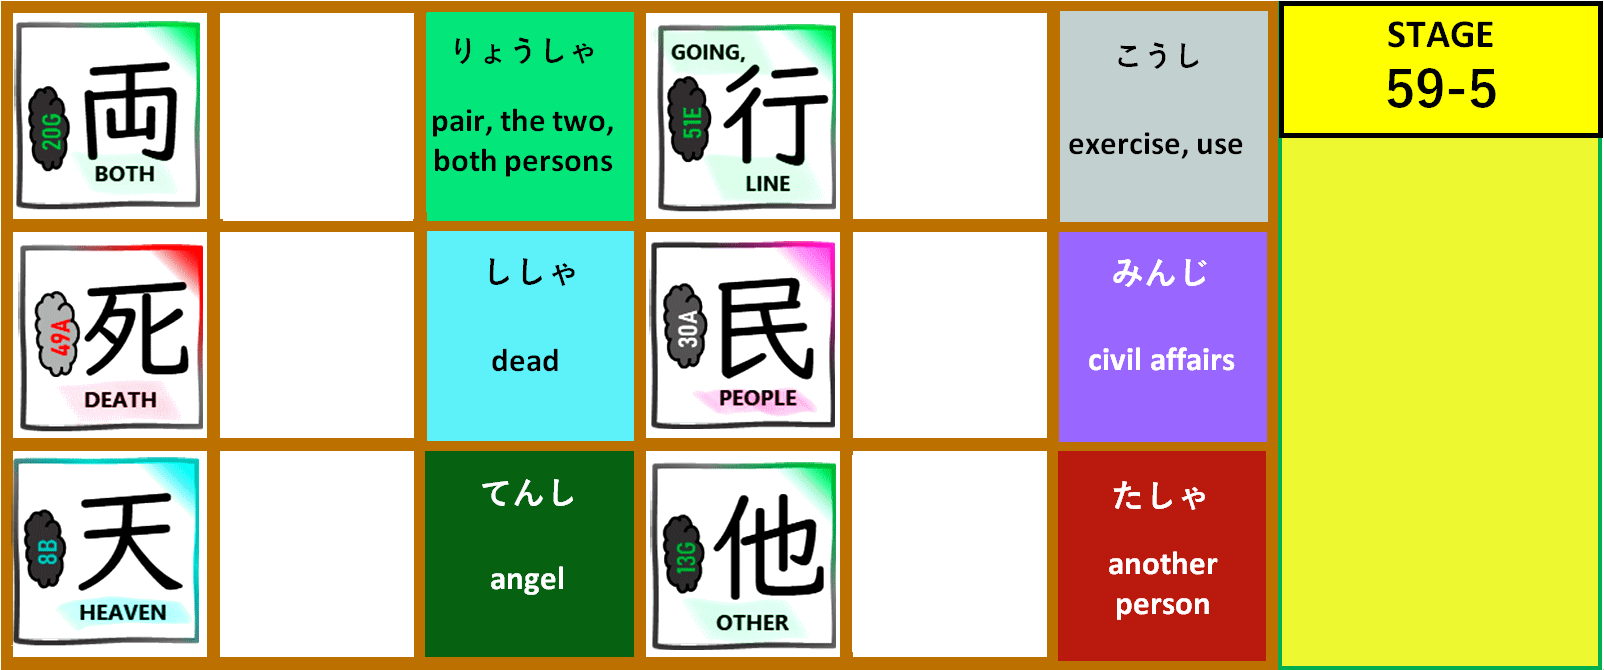 両
20G
BOTH
りょうしゃ
pair, the two,
both persons
GOING,
行
51E
LINE
こうし
exercise, use
STAGE
59-5
死
49A
DEATH
ししゃ
dead
民
30A
PEOPLE
みんじ
civil affairs
天
8B
HEAVEN
てんし
angel
他
13G
OTHER
たしゃ
another
person